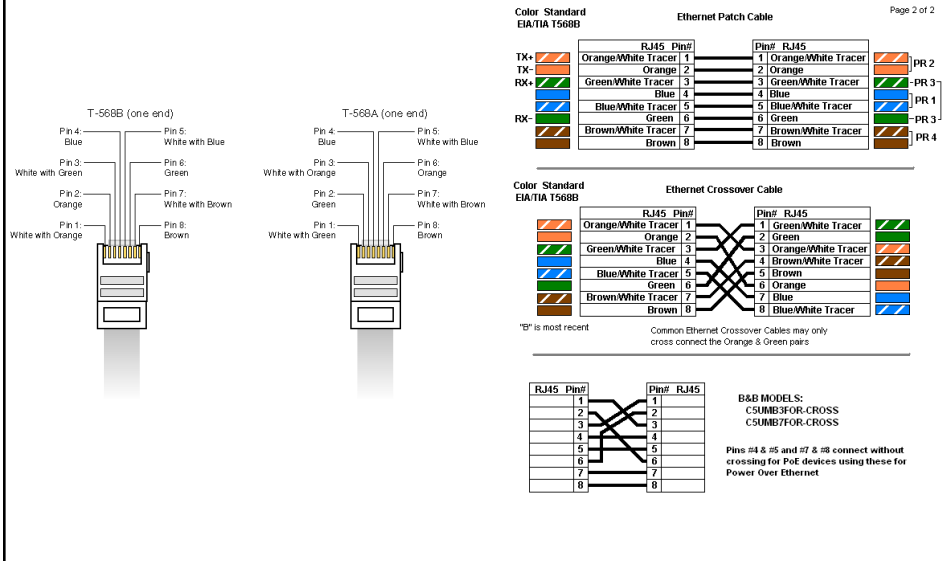 T-568B (one end)
Pin 4:
Blue
Pin 5:
White with Blue
Pin 3:
White with Green
Pin 6:
Green
Pin 2:
Orange
Pin 7:
White with Brown
Pin 1:
White with Orange
Pin 8:
Brown
T-568A (one end)
Pin 4:
Blue
Pin 5:
White with Blue
Pin 3:
White with Orange
Pin 6:
Orange
Pin 2:
Green
Pin 7:
White with Brown
Pin 1:
White with Green
Pin 8:
Brown
Page 2 of 2
Color Standard
EIA/TIA T568B
Ethernet Patch Cable
RJ45 Pin# Pin# RJ45
TX+ Orange/White Tracer 1 1 Orange/White Tracer
TX- Orange 2 2 Orange PR 2
RX+ Green/White Tracer 3 3 Green/White Tracer PR 3
Blue 4 4 Blue
Blue/White Tracer 5 5 Blue/White Tracer PR 1
RX- Green 6 6 Green PR 3
Brown/White Tracer 7 7 Brown/White Tracer
Brown 8 8 Brown PR 4
Color Standard
EIA/TIA T568B
Ethernet Crossover Cable
RJ45 Pin# Pin# RJ45
Orange/White Tracer 1 1 Green/White Tracer
Orange 2 2 Green
Green/White Tracer 3 3 Orange/White Tracer
Blue 4 4 Brown/White Tracer
Blue/White Tracer 5 5 Brown
Green 6 6 Orange
Brown/White Tracer 7 7 Blue
Brown 8 8 Blue/White Tracer
"B" is most recent
Common Ethernet Crossover Cables may only
cross connect the Orange & Green pairs
RJ45 Pin# Pin# RJ45
1 1
2 2
3 3
4 4
5 5
6 6
7 7
8 8
B&B MODELS:
C5UMB3FOR-CROSS
C5UMB7FOR-CROSS
Pins #4 & #5 and #7 & #8 connect without
crossing for PoE devices using these for
Power Over Ethernet